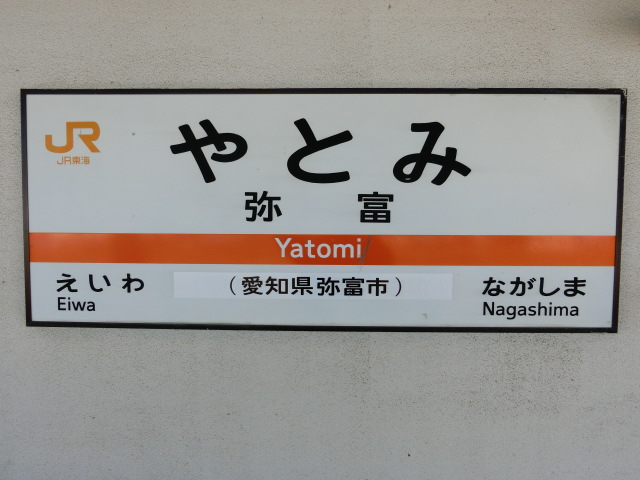 JR
JR東海
やとみ
弥富
Yatomi
えいわ
Eiwa
(愛知県弥富市)
ながしま
Nagashima